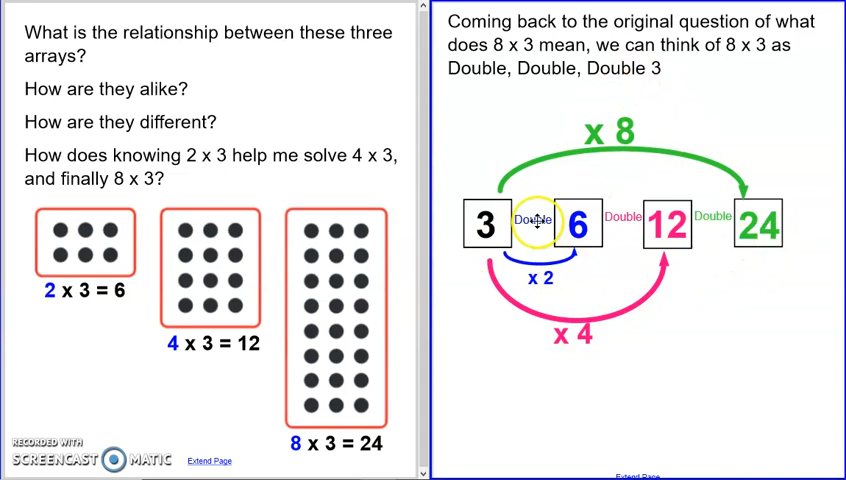 What is the relationship between these three
arrays?
How are they alike?
How are they different?
How does knowing 2 x 3 help me solve 4 x 3,
and finally 8 x 3?
2 x 3 = 6
4 x 3 = 12
8 x 3 = 24
RECORDED WITH
SCREENCAST MATIC
Extend Page
Coming back to the original question of what
does 8 x 3 mean, we can think of 8 x 3 as
Double, Double, Double 3
x 8
3 Double 6 Double 12 Double 24
x 2
x 4
Extend Page